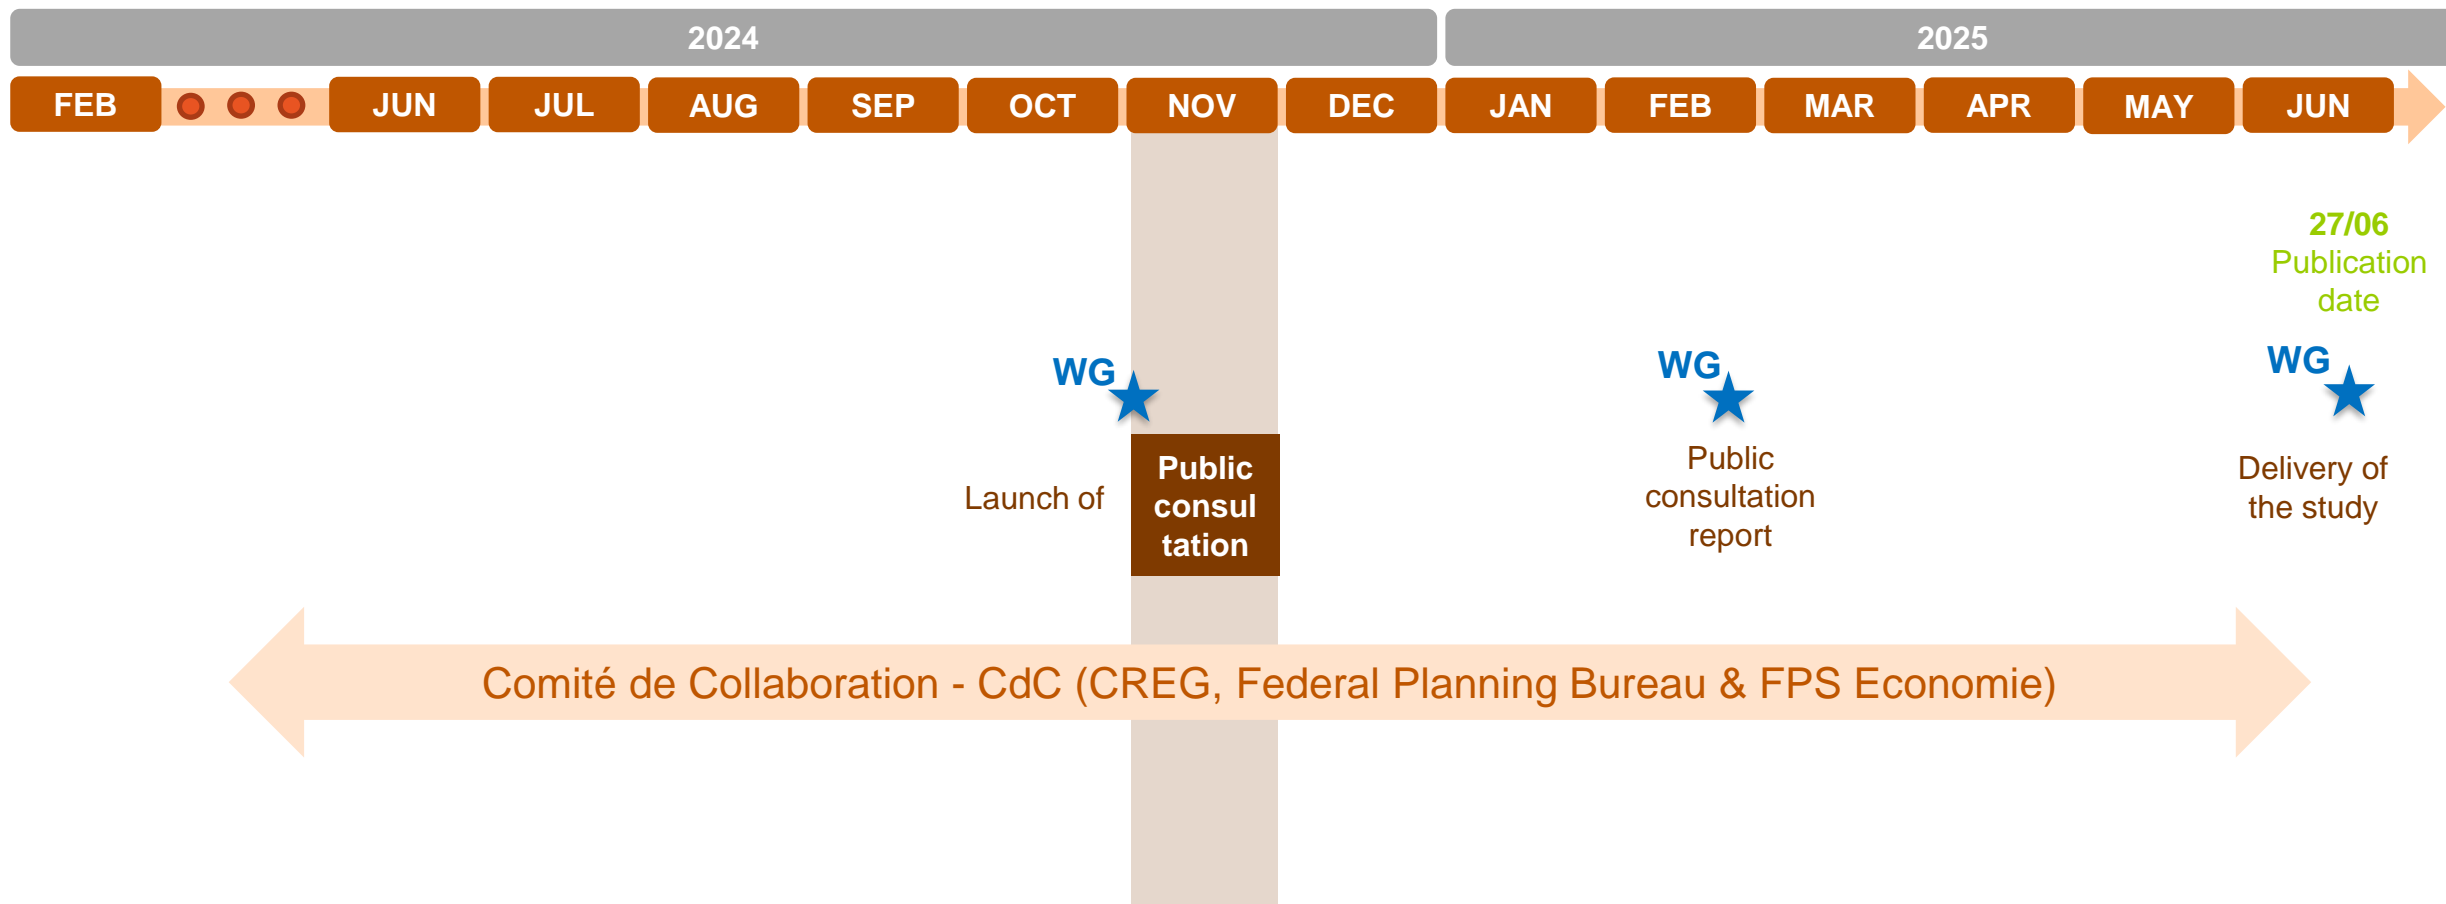 2024
2025
FEB
JUN
JUL
AUG
SEP
OCT
NOV
DEC
JAN
FEB
MAR
APR
MAY
JUN
27/06
Publication
date
WG
WG
WG
Launch of
Public
consul
tation
Public
consultation
report
Delivery of
the study
Comité de Collaboration - CdC (CREG, Federal Planning Bureau & FPS Economie)